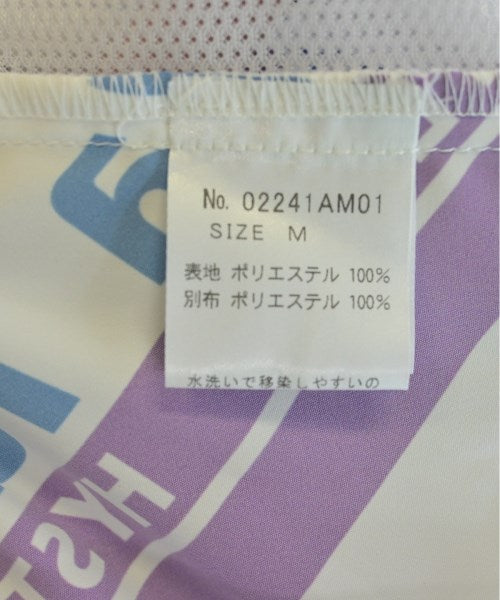 No. 02241AM01
SIZE M
表地 ポリエステル 100%
別布 ポリエステル 100%
水洗いで移染しやすいの
HYST